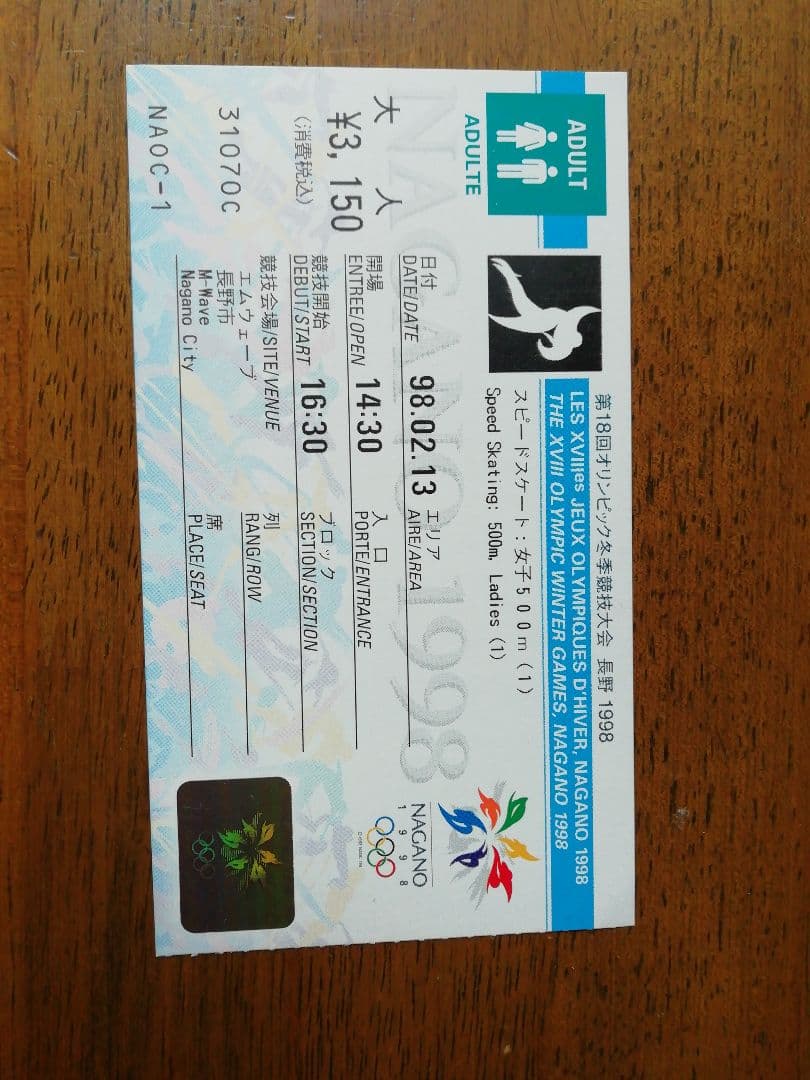 第18回オリンピック冬季競技大会 長野 1998
LES XVIIIes JEUX OLYMPIQUES D'HIVER, NAGANO 1998
THE XVIII OLYMPIC WINTER GAMES, NAGANO 1998
ADULT
ADULTE
スピードスケート：女子500m（1）
Speed Skating: 500m, Ladies (1)
NAGANO 1998
大人
¥3,150
(消費税込)
31070C
NAOC-1
日付
DATE/DATE 98.02.13
開場
ENTREE/OPEN 14:30
競技開始
DEBUT/START 16:30
競技会場/SITE/VENUE
エムウェーブ
長野市
M-Wave
Nagano City
エリア
AIRE/AREA
入口
PORTE/ENTRANCE
ブロック
SECTION/SECTION
列
RANG/ROW
席
PLACE/SEAT
NAGANO
1998